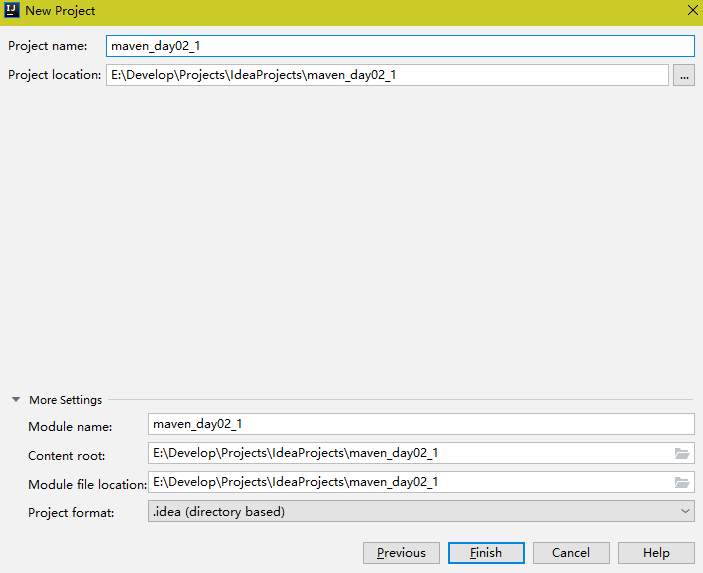 IJ New Project
Project name: maven_day02_1
Project location: E:\Develop\Projects\IdeaProjects\maven_day02_1 ...
More Settings
Module name: maven_day02_1
Content root: E:\Develop\Projects\IdeaProjects\maven_day02_1
Module file location: E:\Develop\Projects\IdeaProjects\maven_day02_1
Project format: .idea (directory based)
Previous Finish Cancel Help